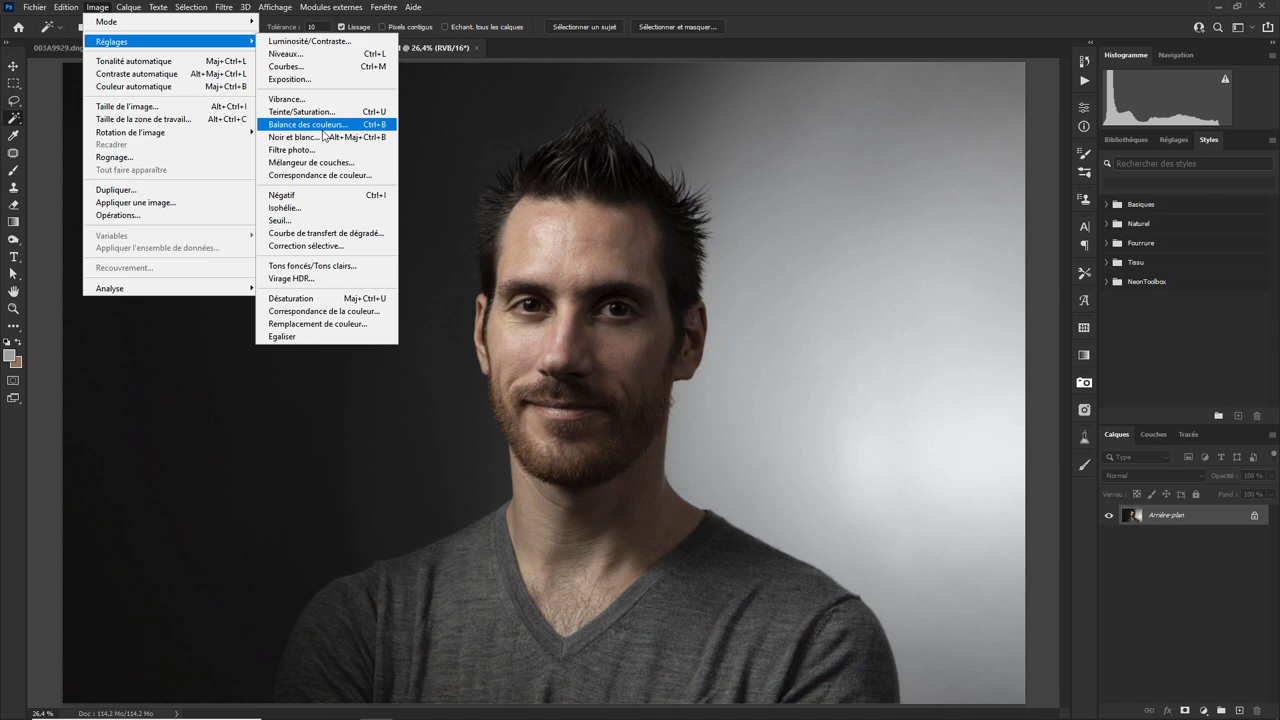 Ps Fichier Edition Image Calque Texte Sélection Filtre 3D Affichage Modules externes Fenêtre Aide
Tolérance : 10 Lissage Pixels contigus Echant. tous les calques Sélectionner un sujet Sélectionner et masquer...
003A9929.dng
@ 26,4% (RVB/16*) ×
Mode
Réglages
Tonalité automatique Maj+Ctrl+L
Contraste automatique Alt+Maj+Ctrl+L
Couleur automatique Maj+Ctrl+B
Taille de l'image... Alt+Ctrl+I
Taille de la zone de travail... Alt+Ctrl+C
Rotation de l'image
Recadrer
Rognage...
Tout faire apparaître
Dupliquer...
Appliquer une image...
Opérations...
Variables
Appliquer l'ensemble de données...
Recouvrement...
Analyse
Luminosité/Contraste...
Niveaux... Ctrl+L
Courbes... Ctrl+M
Exposition...
Vibrance...
Teinte/Saturation... Ctrl+U
Balance des couleurs... Ctrl+B
Noir et blanc... Alt+Maj+Ctrl+B
Filtre photo...
Mélangeur de couches...
Correspondance de couleur...
Négatif Ctrl+I
Isohélie...
Seuil...
Courbe de transfert de dégradé...
Correction sélective...
Tons foncés/Tons clairs...
Virage HDR...
Désaturation Maj+Ctrl+U
Correspondance de la couleur...
Remplacement de couleur...
Egaliser
Histogramme Navigation
Bibliothèques Réglages Styles
Rechercher des styles
Basiques
Naturel
Fourrure
Tissu
NeonToolbox
Calques Couches Tracés
Type
Normal Opacité : 100 %
Verrou : Fond : 100 %
Arrière-plan
26,4 % Doc : 114,2 Mo/114,2 Mo